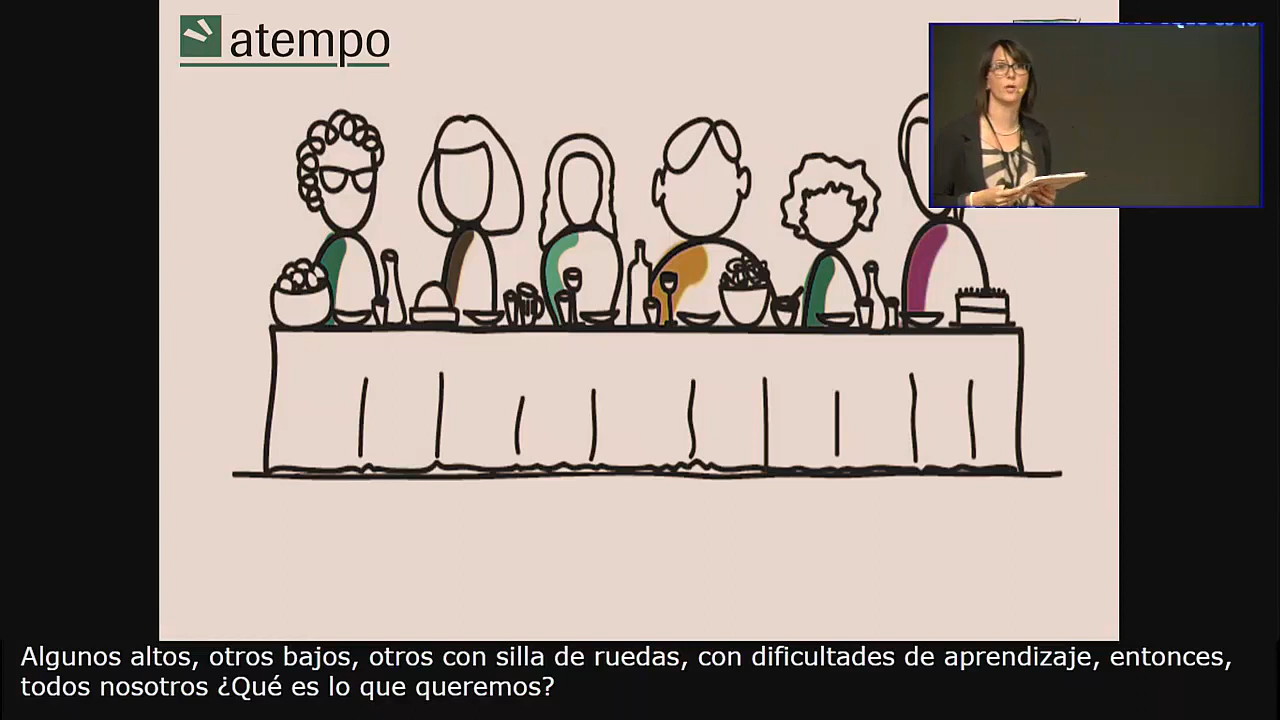 atempo
Algunos altos, otros bajos, otros con silla de ruedas, con dificultades de aprendizaje, entonces,
todos nosotros ¿Qué es lo que queremos?